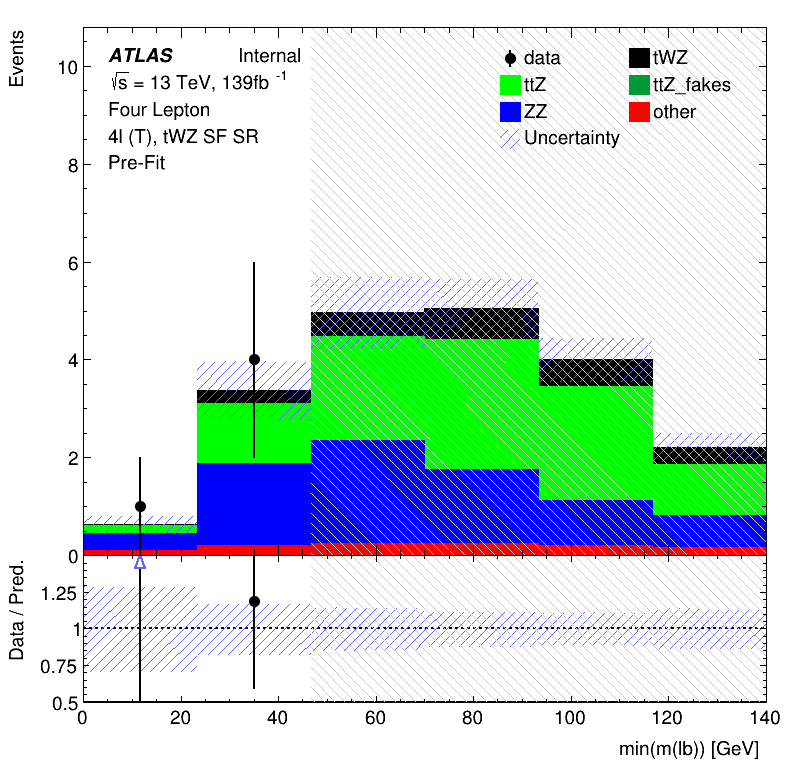 Events
ATLAS Internal
√s = 13 TeV, 139fb -1
Four Lepton
4l (T), tWZ SF SR
Pre-Fit
data tWZ
ttZ ttZ_fakes
ZZ other
Uncertainty
10
8
6
4
2
0
Data / Pred.
1.25
1
0.75
0.5
0 20 40 60 80 100 120 140
min(m(lb)) [GeV]